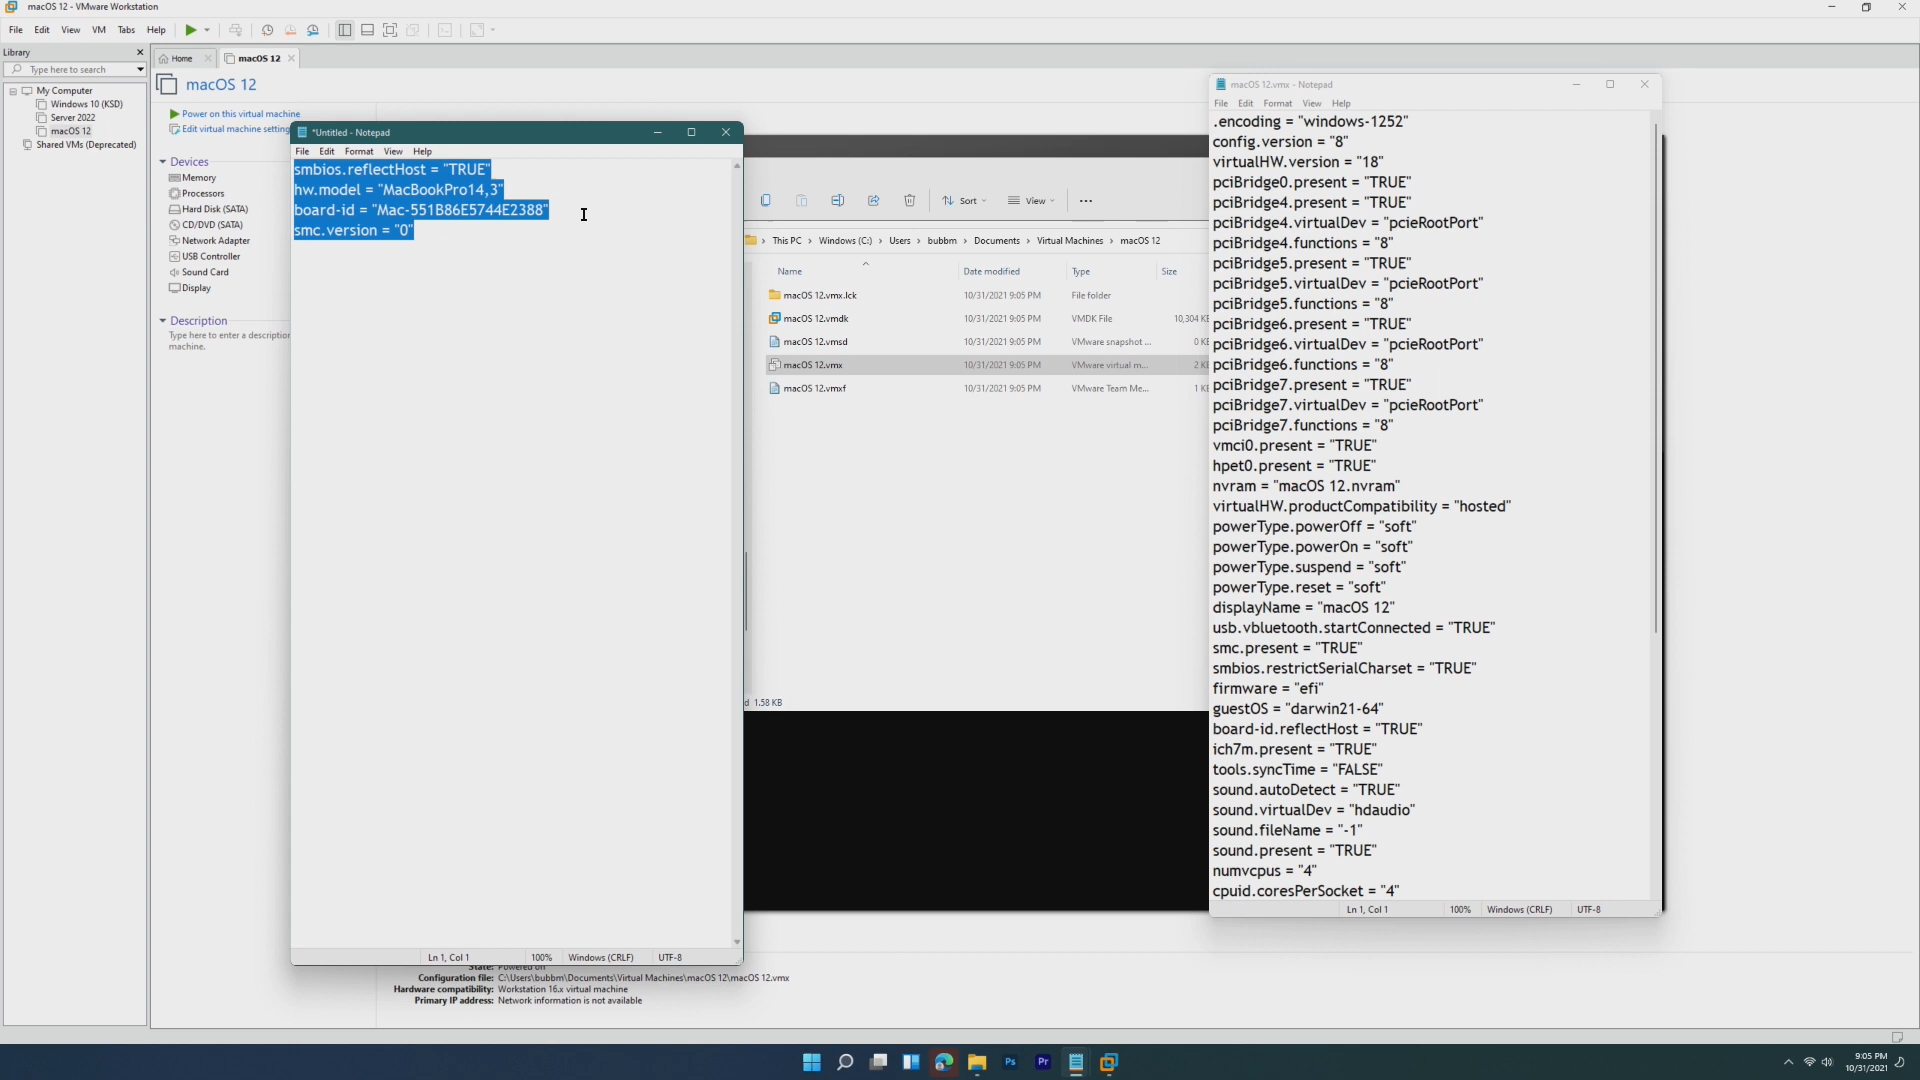 macOS 12 - VMware Workstation
File Edit View VM Tabs Help
Library
Type here to search
My Computer
Windows 10 (KSD)
Server 2022
macOS 12
Shared VMs (Deprecated)
Home
macOS 12
macOS 12
Power on this virtual machine
Edit virtual machine setting
Devices
Memory
Processors
Hard Disk (SATA)
CD/DVD (SATA)
Network Adapter
USB Controller
Sound Card
Display
Description
Type here to enter a description
machine.
*Untitled - Notepad
File Edit Format View Help
smbios.reflectHost = "TRUE"
hw.model = "MacBookPro14,3"
board-id = "Mac-551B86E5744E2388"
smc.version = "0"
Ln 1, Col 1 100% Windows (CRLF) UTF-8
Sort View
This PC > Windows (C:) > Users > bubbm > Documents > Virtual Machines > macOS 12
Name Date modified Type Size
macOS 12.vmx.lck 10/31/2021 9:05 PM File folder
macOS 12.vmdk 10/31/2021 9:05 PM VMDK File 10,304 KB
macOS 12.vmsd 10/31/2021 9:05 PM VMware snapshot ... 0 KB
macOS 12.vmx 10/31/2021 9:05 PM VMware virtual m... 2 KB
macOS 12.vmxf 10/31/2021 9:05 PM VMware Team Me... 1 KB
d 1.58 KB
macOS 12.vmx - Notepad
File Edit Format View Help
.encoding = "windows-1252"
config.version = "8"
virtualHW.version = "18"
pciBridge0.present = "TRUE"
pciBridge4.present = "TRUE"
pciBridge4.virtualDev = "pcieRootPort"
pciBridge4.functions = "8"
pciBridge5.present = "TRUE"
pciBridge5.virtualDev = "pcieRootPort"
pciBridge5.functions = "8"
pciBridge6.present = "TRUE"
pciBridge6.virtualDev = "pcieRootPort"
pciBridge6.functions = "8"
pciBridge7.present = "TRUE"
pciBridge7.virtualDev = "pcieRootPort"
pciBridge7.functions = "8"
vmci0.present = "TRUE"
hpet0.present = "TRUE"
nvram = "macOS 12.nvram"
virtualHW.productCompatibility = "hosted"
powerType.powerOff = "soft"
powerType.powerOn = "soft"
powerType.suspend = "soft"
powerType.reset = "soft"
displayName = "macOS 12"
usb.vbluetooth.startConnected = "TRUE"
smc.present = "TRUE"
smbios.restrictSerialCharset = "TRUE"
firmware = "efi"
guestOS = "darwin21-64"
board-id.reflectHost = "TRUE"
ich7m.present = "TRUE"
tools.syncTime = "FALSE"
sound.autoDetect = "TRUE"
sound.virtualDev = "hdaudio"
sound.fileName = "-1"
sound.present = "TRUE"
numvcpus = "4"
cpuid.coresPerSocket = "4"
Ln 1, Col 1 100% Windows (CRLF) UTF-8
State: Powered on
Configuration file: C:\Users\bubbm\Documents\Virtual Machines\macOS 12\macOS 12.vmx
Hardware compatibility: Workstation 16.x virtual machine
Primary IP address: Network information is not available
Ps Pr
9:05 PM
10/31/2021